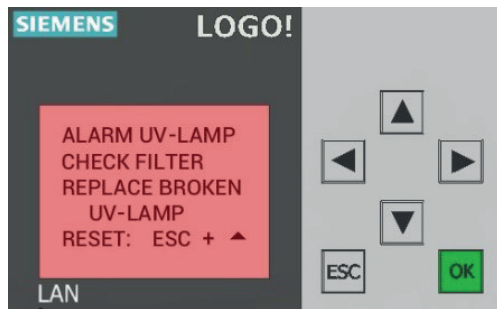 SIEMENS LOGO!
ALARM UV-LAMP
CHECK FILTER
REPLACE BROKEN
UV-LAMP
RESET: ESC + ▲
ESC OK
LAN